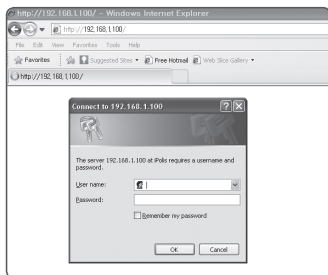 http://192.168.1.100/ - Windows Internet Explorer
http://192.168.1.100/
File Edit View Favorites Tools Help
Favorites Suggested Sites Free Hotmail Web Slice Gallery
http://192.168.1.100/
Connect to 192.168.1.100
The server 192.168.1.100 at iPolis requires a username and
password.
User name:
Password:
Remember my password
OK Cancel